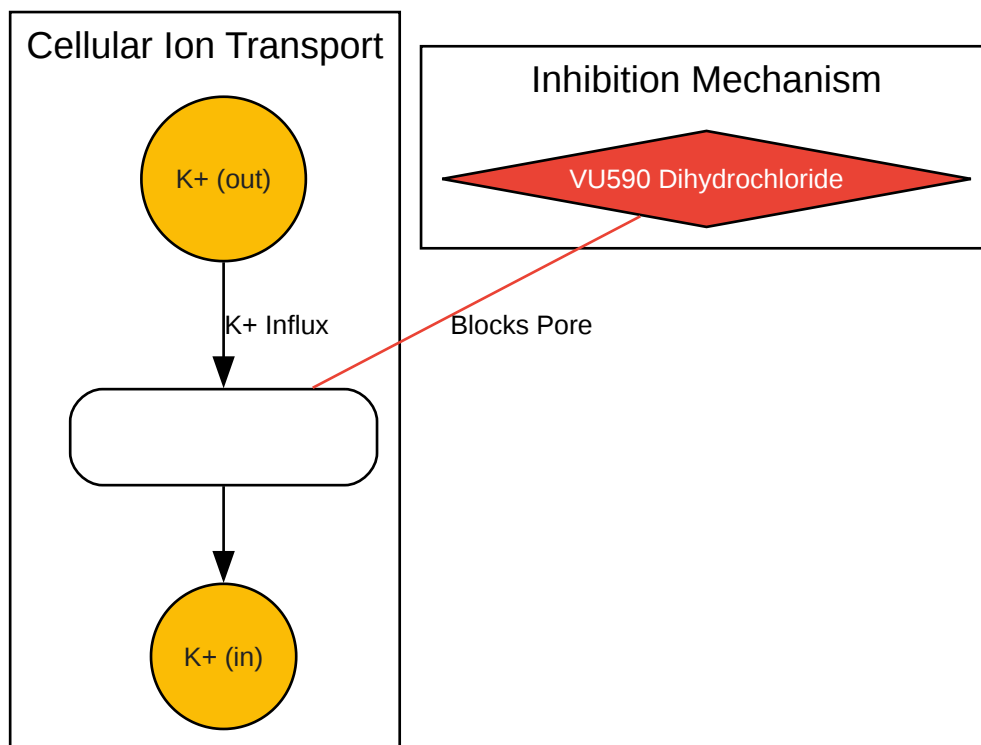 Cellular Ion Transport
Inhibition Mechanism
K+ (out)
VU590 Dihydrochloride
K+ Influx
Blocks Pore
K+ (in)